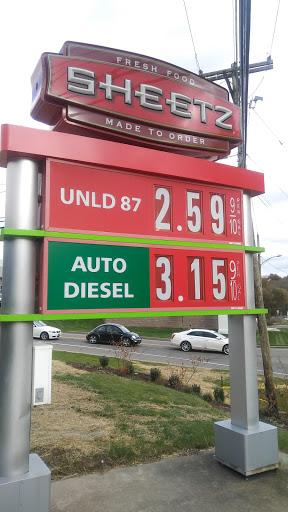 FRESH FOOD
SHEETZ
MADE TO ORDER
UNLD 87 2.59 9/10
AUTO DIESEL 3.15 9/10